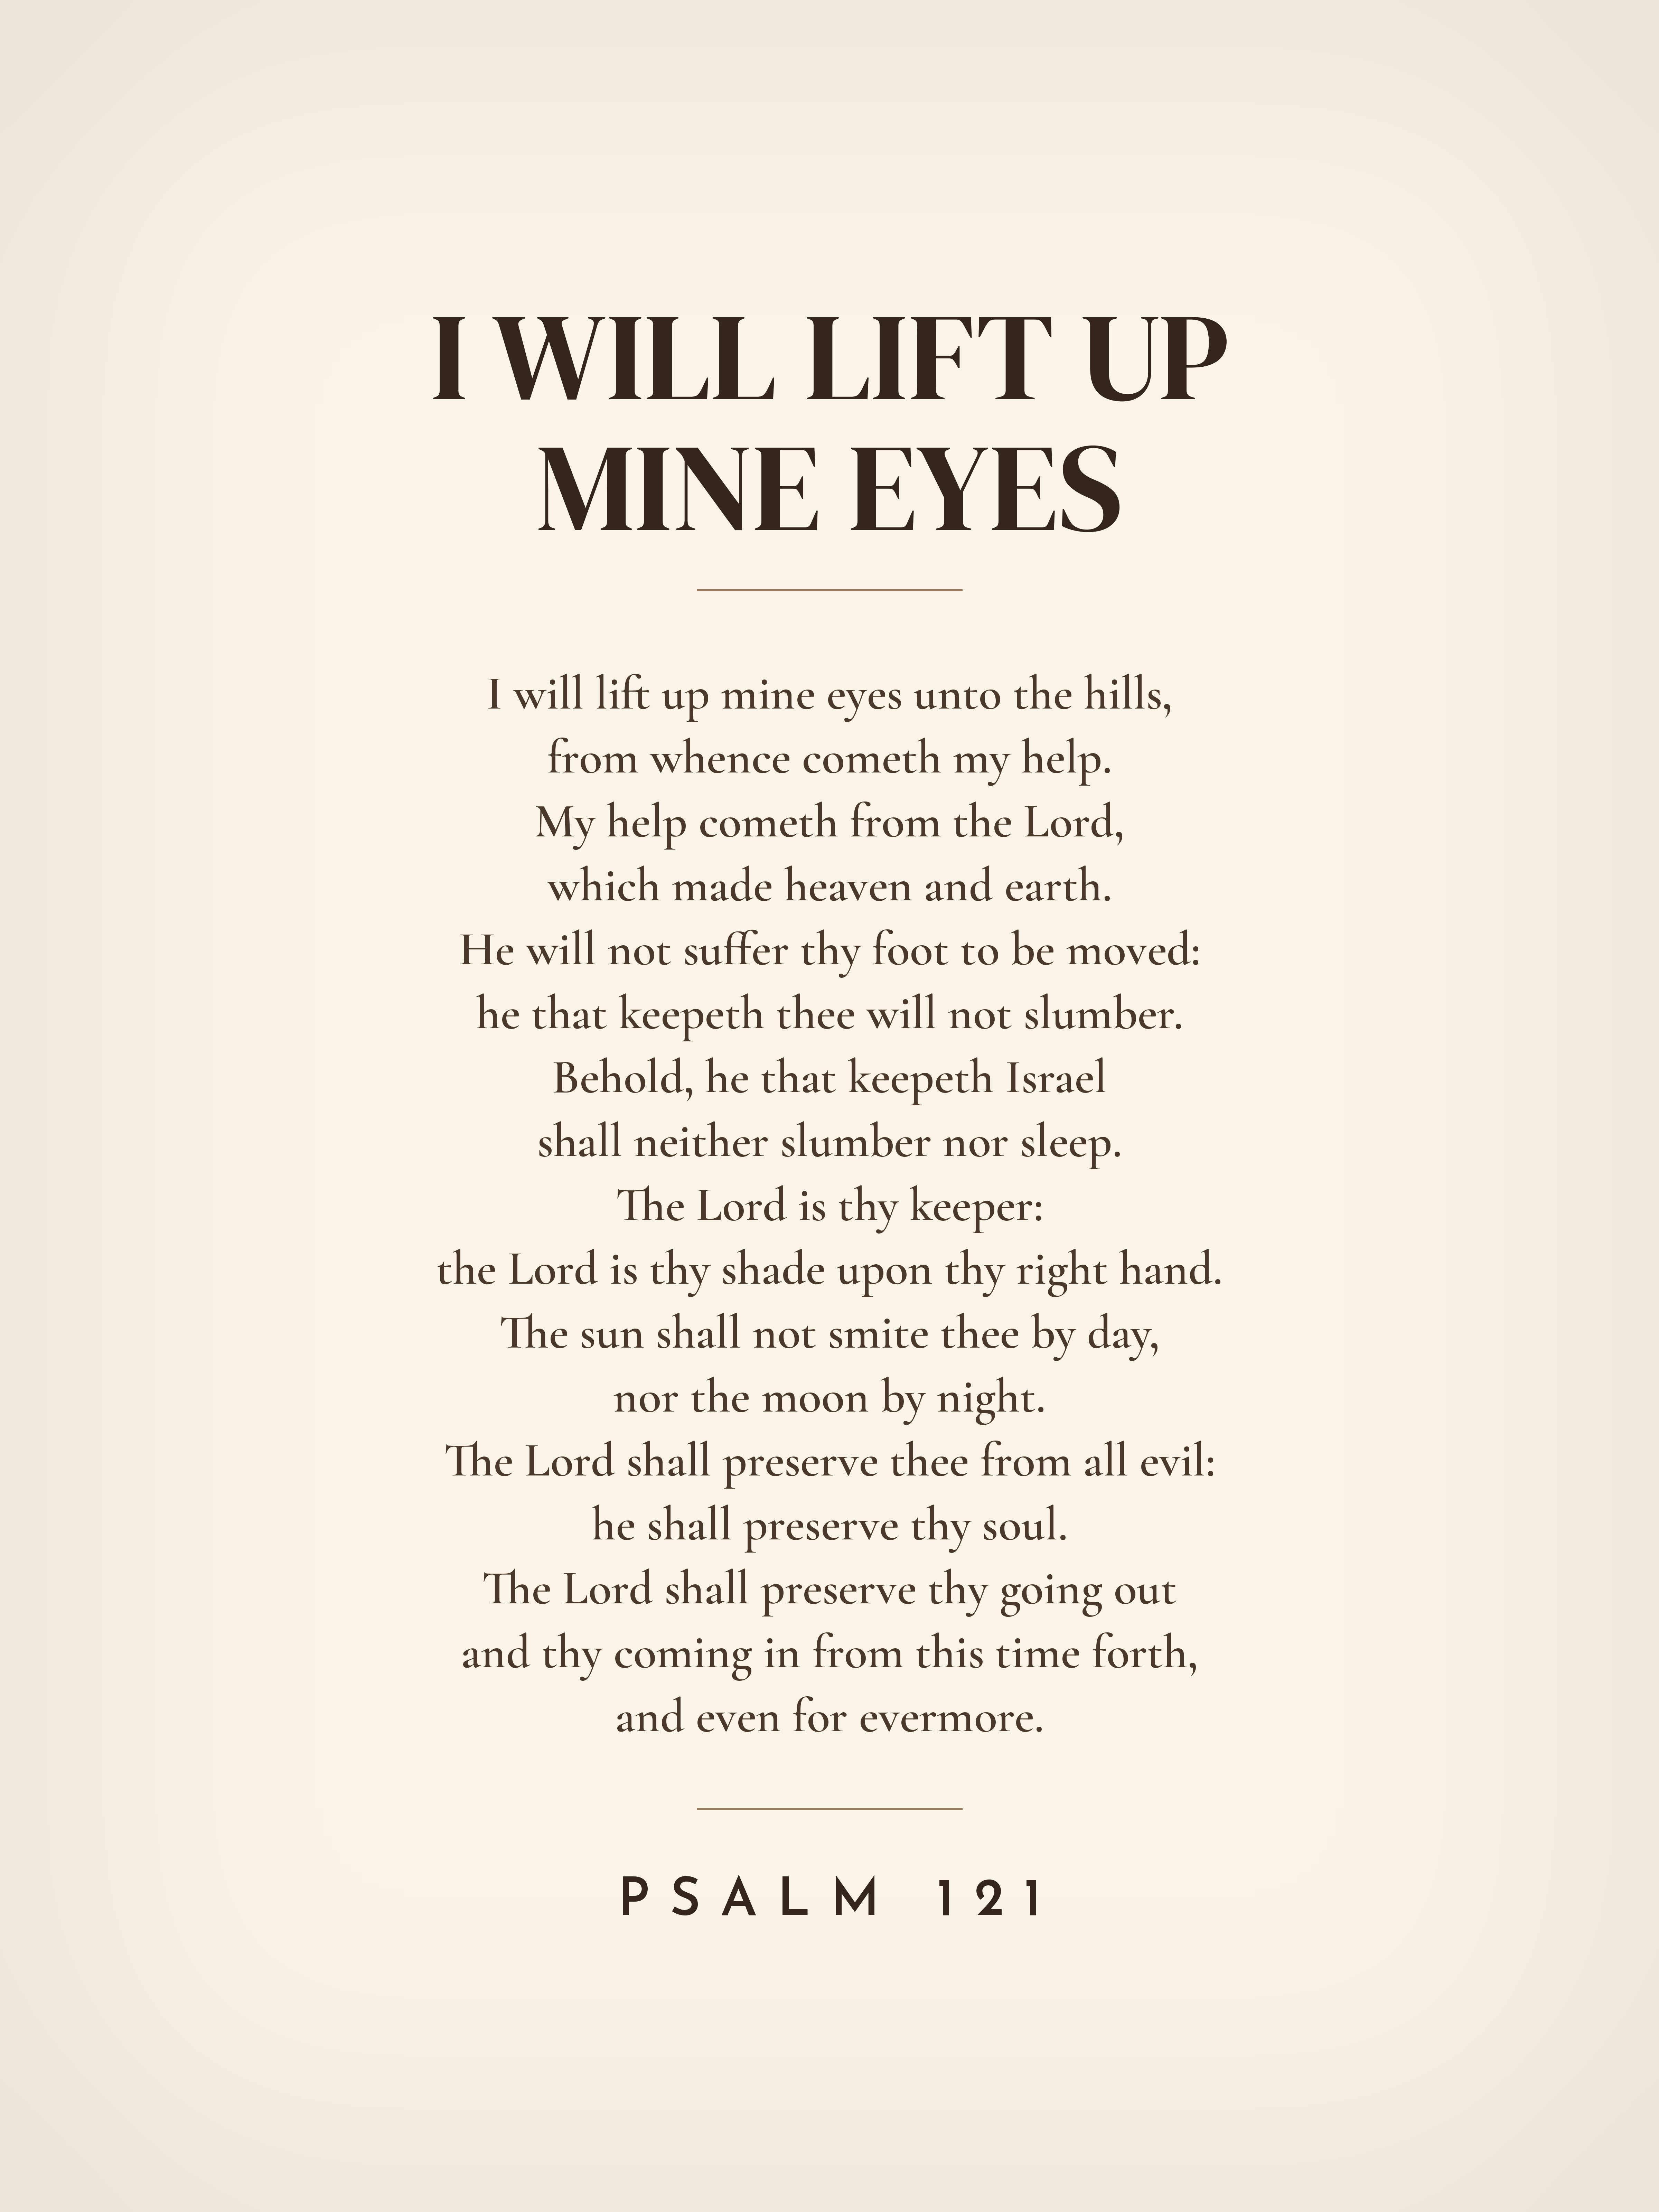 I WILL LIFT UP
MINE EYES
I will lift up mine eyes unto the hills,
from whence cometh my help.
My help cometh from the Lord,
which made heaven and earth.
He will not suffer thy foot to be moved:
he that keepeth thee will not slumber.
Behold, he that keepeth Israel
shall neither slumber nor sleep.
The Lord is thy keeper:
the Lord is thy shade upon thy right hand.
The sun shall not smite thee by day,
nor the moon by night.
The Lord shall preserve thee from all evil:
he shall preserve thy soul.
The Lord shall preserve thy going out
and thy coming in from this time forth,
and even for evermore.
PSALM 121